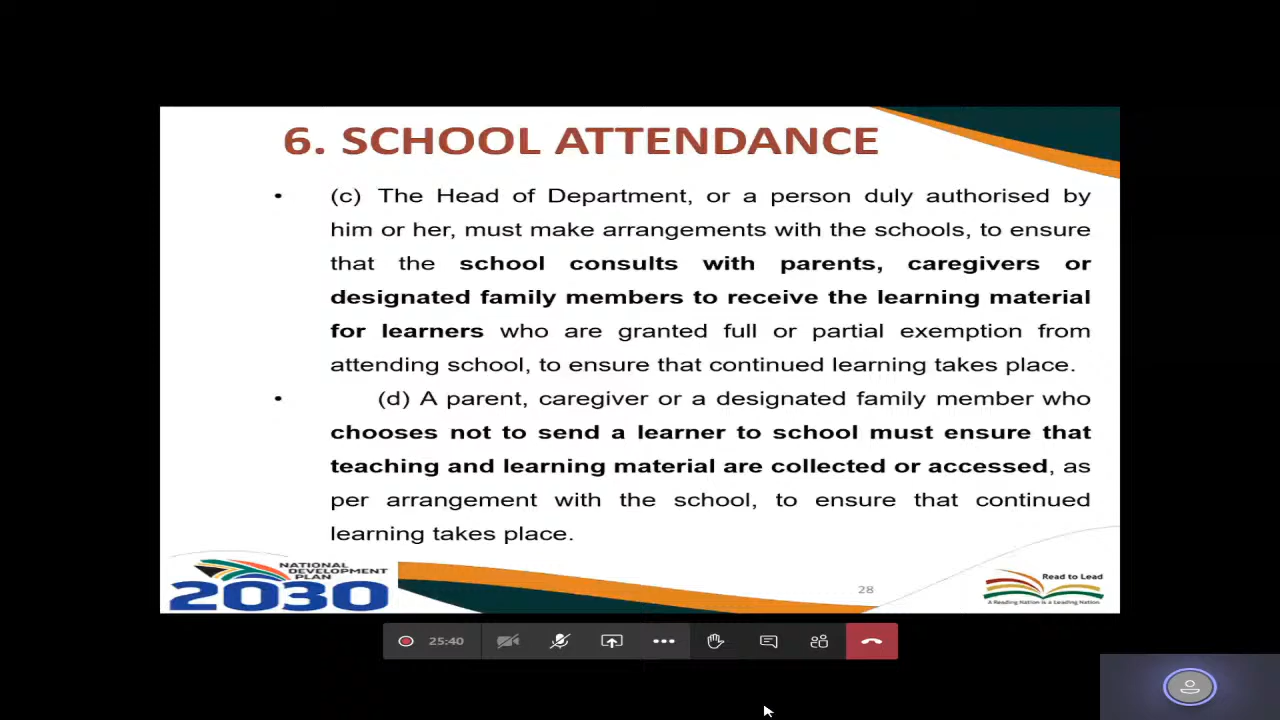 6. SCHOOL ATTENDANCE
• (c) The Head of Department, or a person duly authorised by
him or her, must make arrangements with the schools, to ensure
that the school consults with parents, caregivers or
designated family members to receive the learning material
for learners who are granted full or partial exemption from
attending school, to ensure that continued learning takes place.
• (d) A parent, caregiver or a designated family member who
chooses not to send a learner to school must ensure that
teaching and learning material are collected or accessed, as
per arrangement with the school, to ensure that continued
learning takes place.
NATIONAL
DEVELOPMENT
PLAN
2030
28
Read to Lead
A Reading Nation is a Leading Nation
25:40